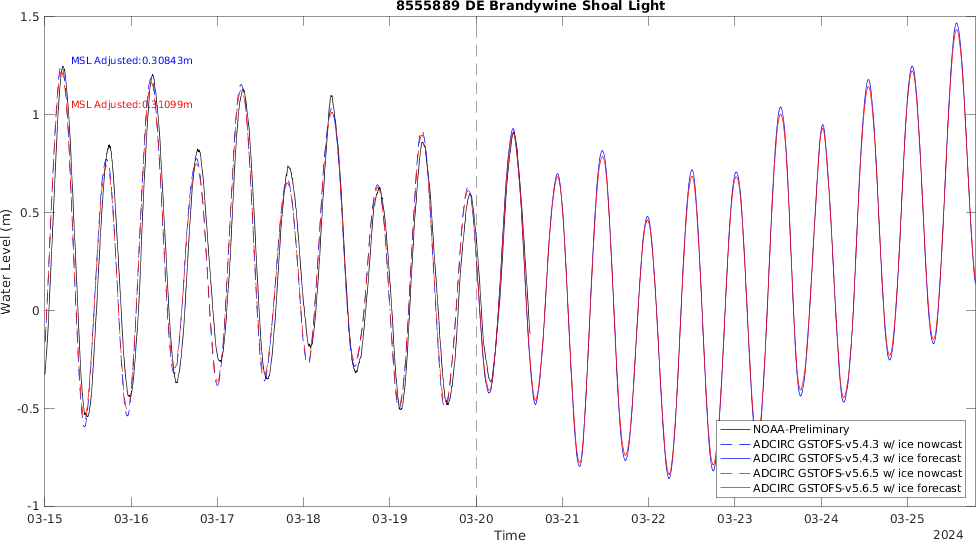 8555889 DE Brandywine Shoal Light
1.5
MSL Adjusted:0.30843m
MSL Adjusted:0.31099m
1
0.5
Water Level (m)
0
-0.5
NOAA-Preliminary
ADCIRC GSTOFS-v5.4.3 w/ ice nowcast
ADCIRC GSTOFS-v5.4.3 w/ ice forecast
ADCIRC GSTOFS-v5.6.5 w/ ice nowcast
ADCIRC GSTOFS-v5.6.5 w/ ice forecast
-1
03-15 03-16 03-17 03-18 03-19 03-20 03-21 03-22 03-23 03-24 03-25
Time
2024